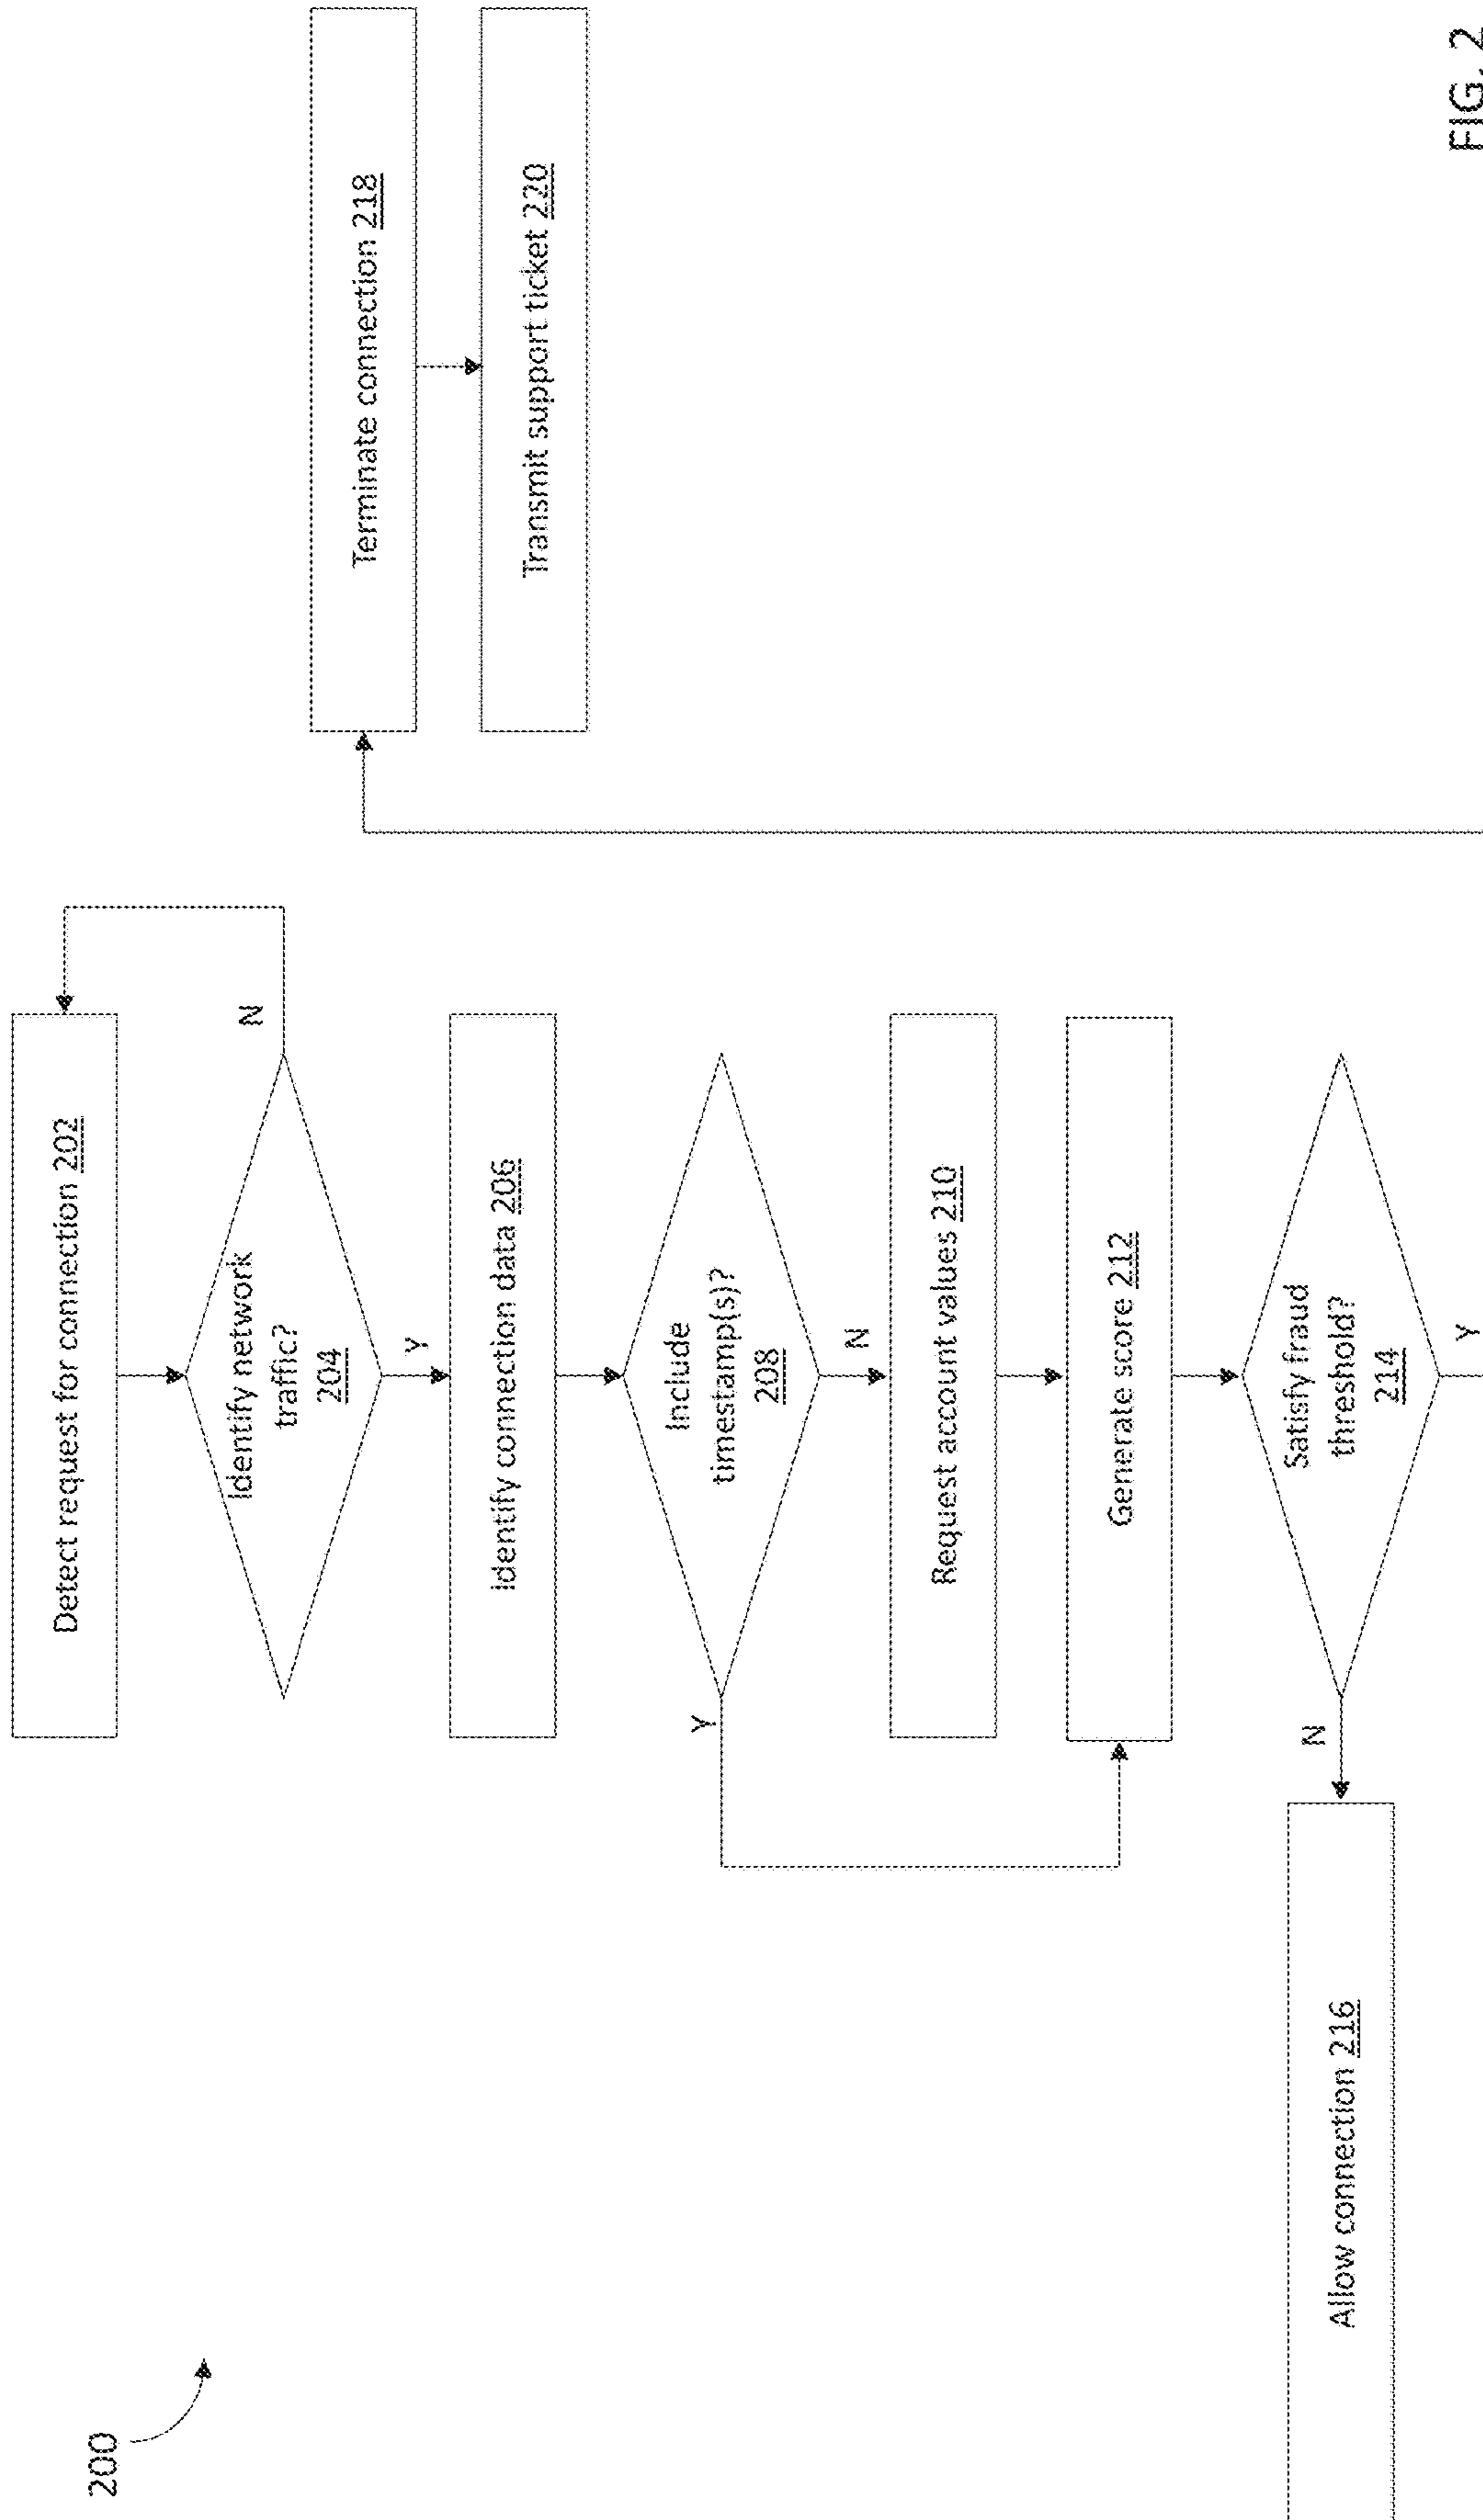 200
Detect request for connection 202
Identify network
traffic?
204
N
Y
Identify connection data 206
Include
timestamp(s)?
208
Y
N
Request account values 210
Generate score 212
Satisfy fraud
threshold?
214
N
Y
Allow connection 216
Terminate connection 218
Transmit support ticket 220
FIG. 2